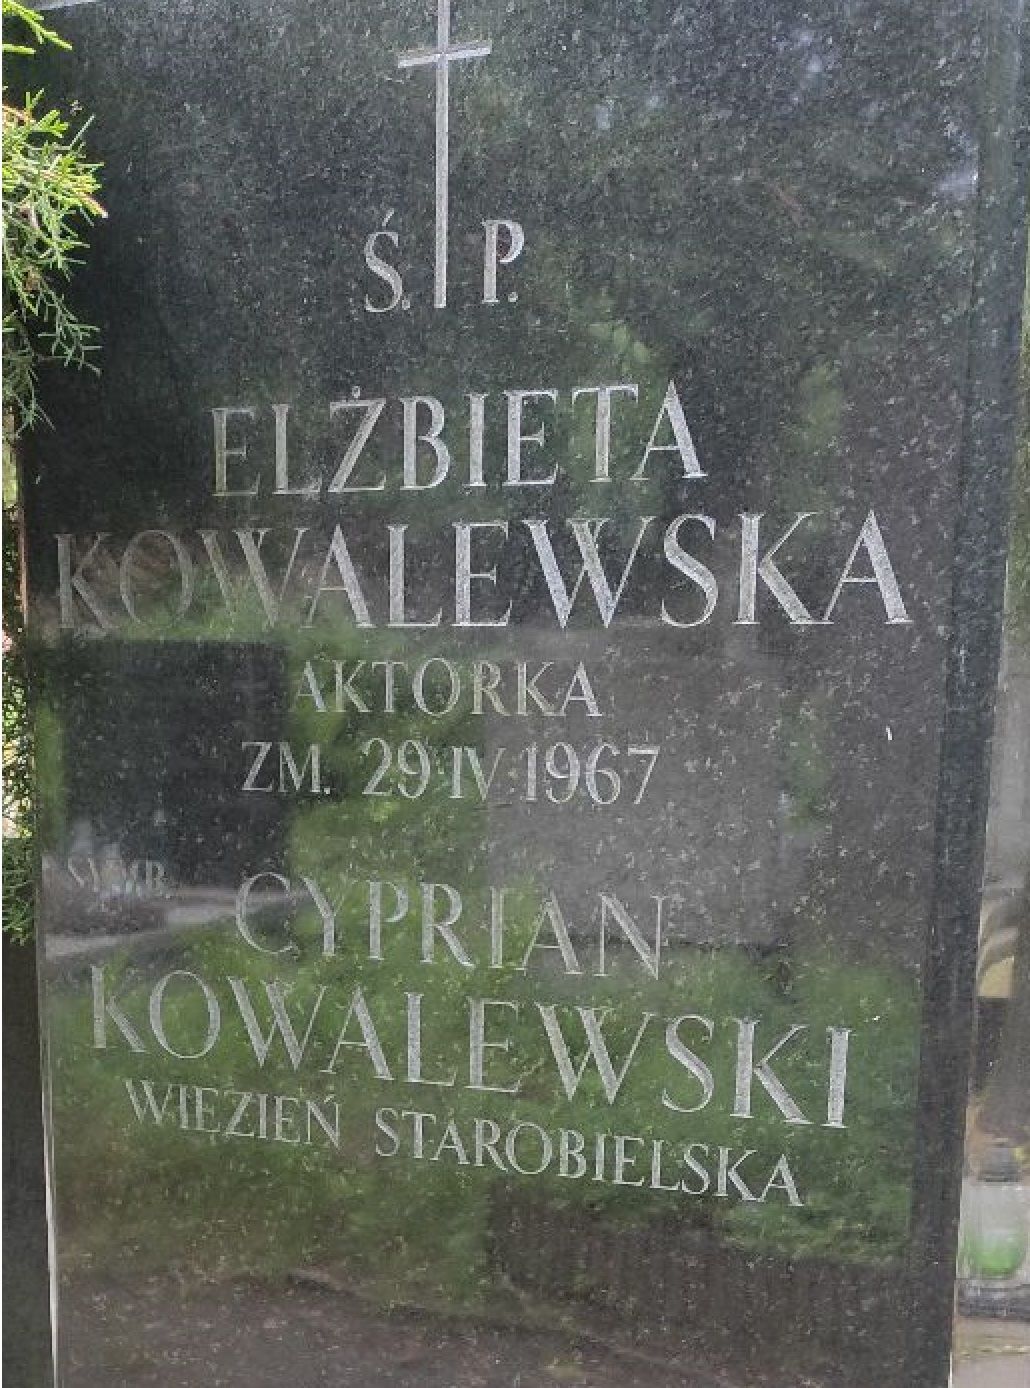 Ś. P.
ELŻBIETA
KOWALEWSKA
AKTORKA
ZM. 29 IV 1967
CYPRIAN
KOWALEWSKI
WIĘZIEŃ STAROBIELSKA